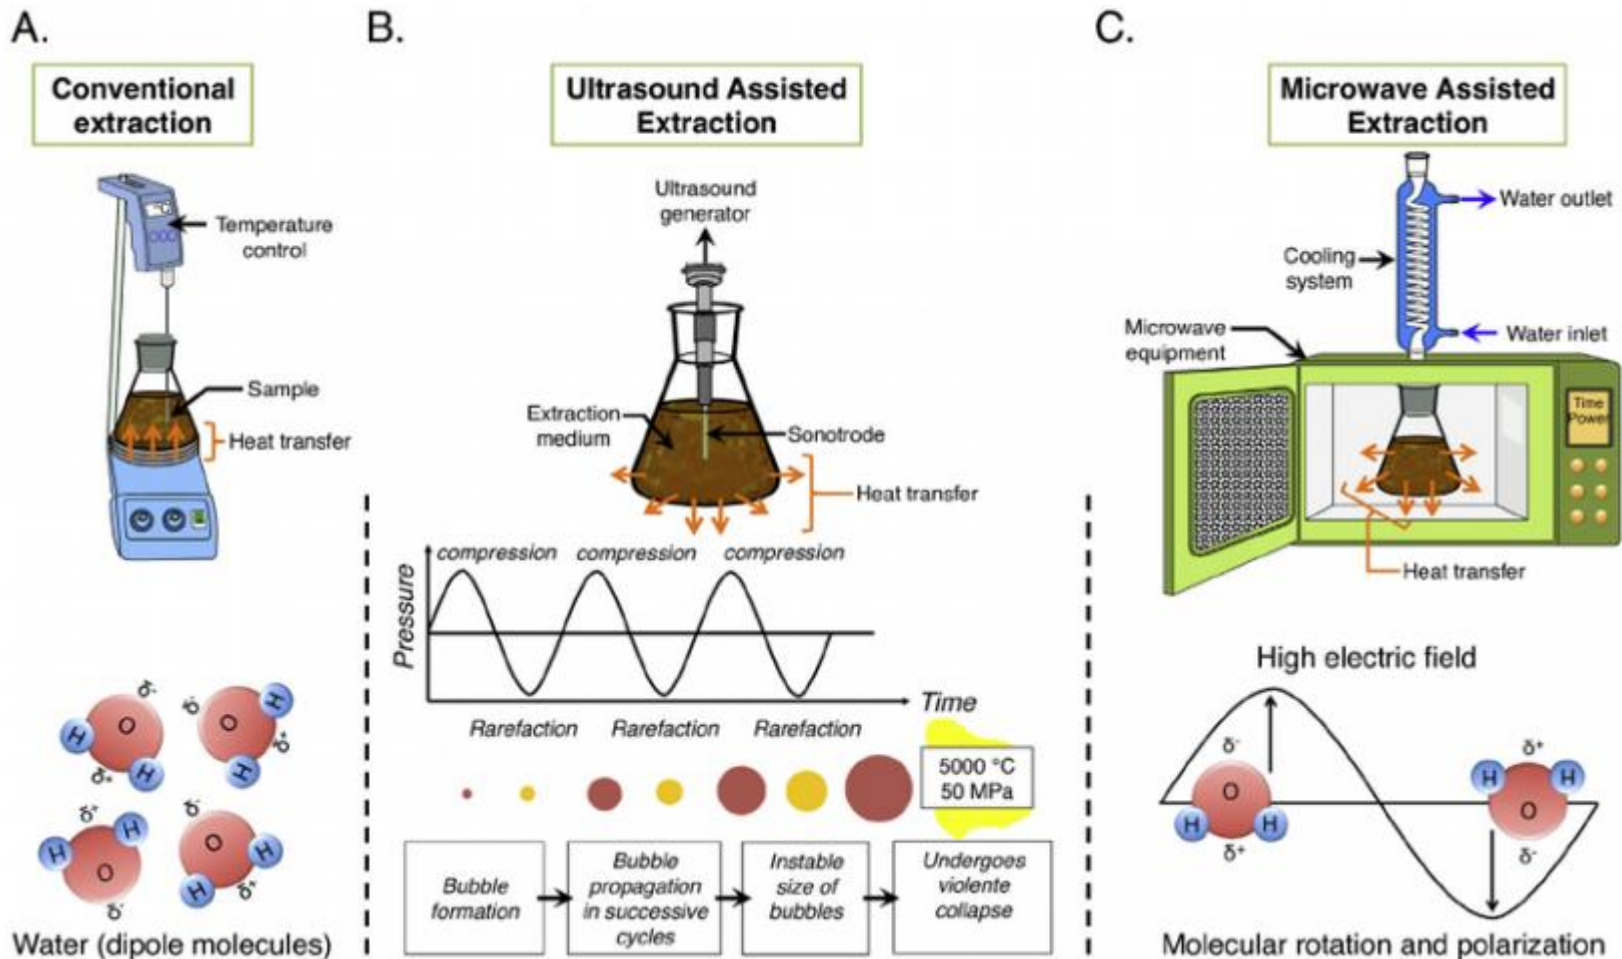 A.
Conventional
extraction
Temperature
control
Sample
Heat transfer
δ-
O
H
H
δ+
δ-
O
H
H
δ+
δ+
H
H
O
δ-
δ-
O
H
H
δ+
Water (dipole molecules)
B.
Ultrasound Assisted
Extraction
Ultrasound
generator
Extraction
medium
Sonotrode
Heat transfer
Pressure
compression
compression
compression
Time
Rarefaction
Rarefaction
Rarefaction
5000 °C
50 MPa
Bubble
formation
Bubble
propagation
in successive
cycles
Instable
size of
bubbles
Undergoes
violente
collapse
C.
Microwave Assisted
Extraction
Water outlet
Cooling
system
Water inlet
Microwave
equipment
Time
Power
Heat transfer
High electric field
δ-
O
H
H
δ+
δ+
H
H
O
δ-
Molecular rotation and polarization